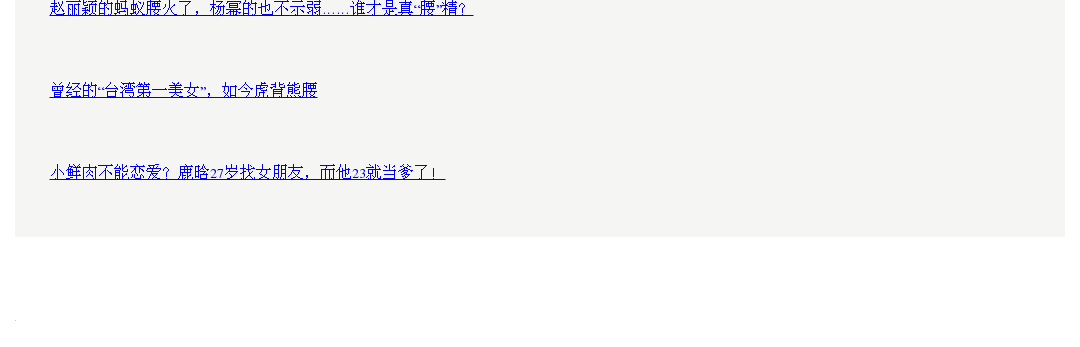 赵丽颖的蚂蚁腰火了，杨幂的也不示弱……谁才是真“腰”精？
曾经的“台湾第一美女”，如今虎背熊腰
小鲜肉不能恋爱？鹿晗27岁找女朋友，而他23就当爹了！